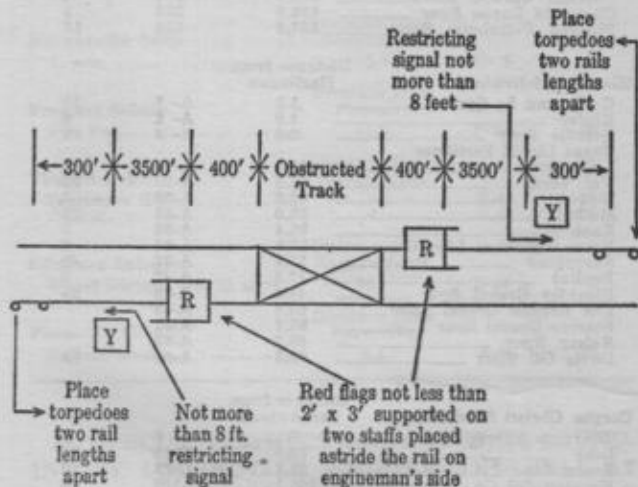 Place
torpedoes
two rails
lengths
apart
Restricting
signal not
more than
8 feet
300' 3500' 400' Obstructed Track 400' 3500' 300'
Y
R
R
Y
Place
torpedoes
two rail
lengths
apart
Not more
than 8 ft.
restricting
signal
Red flags not less than
2' x 3' supported on
two staffs placed
astride the rail on
engineman's side